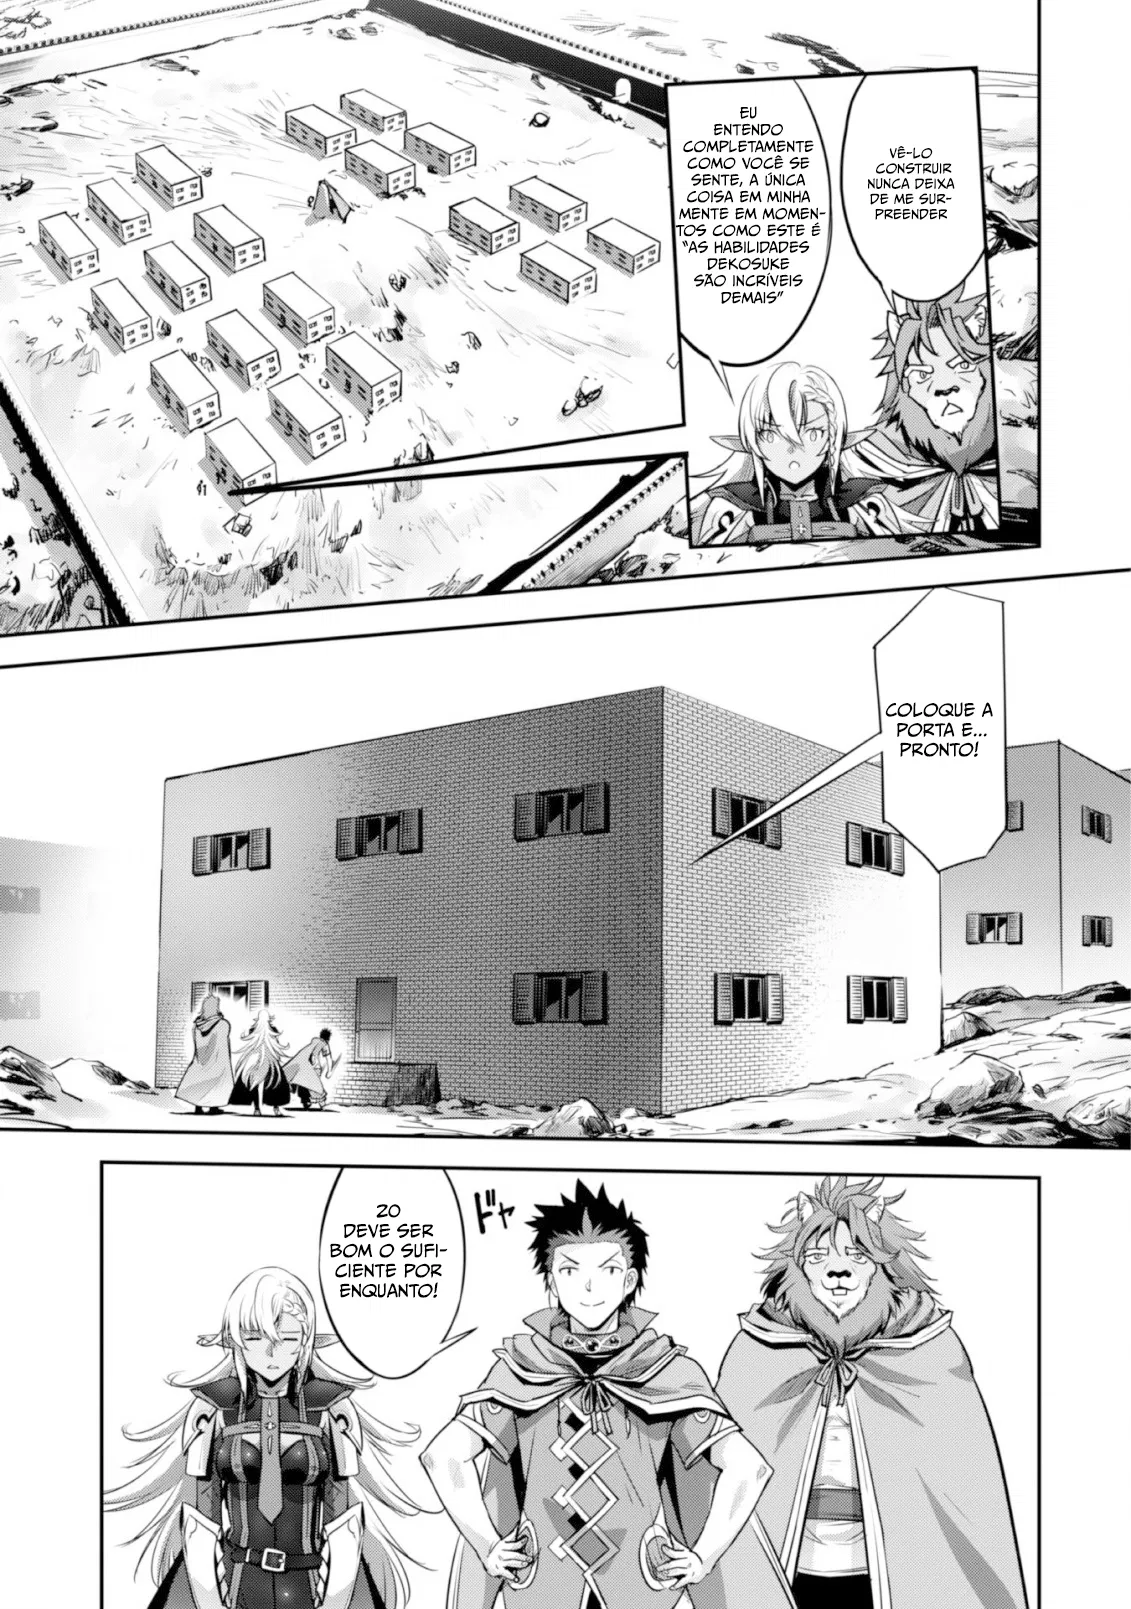 VÊ-LO
CONSTRUIR
NUNCA DEIXA
DE ME SUR-
PREENDER
EU
ENTENDO
COMPLETAMENTE
COMO VOCÊ SE
SENTE, A ÚNICA
COISA EM MINHA
MENTE EM MOMEN-
TOS COMO ESTE É
"AS HABILIDADES
DEKOSUKE
SÃO INCRÍVEIS
DEMAIS"
COLOQUE A
PORTA E...
PRONTO!
ドヤ
20
DEVE SER
BOM O SUFI-
CIENTE POR
ENQUANTO!